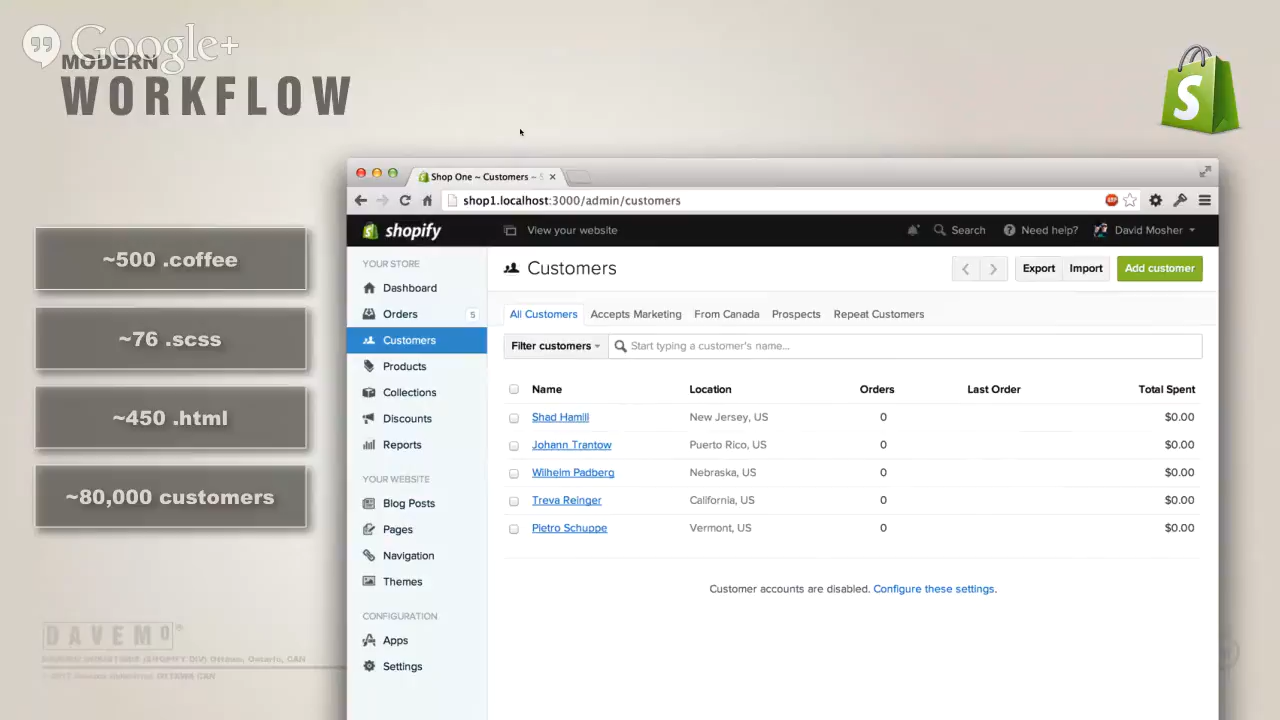 Google+
MODERN
WORKFLOW
~500 .coffee
~76 .scss
~450 .html
~80,000 customers
Shop One ~ Customers ~
shop1.localhost:3000/admin/customers
shopify
View your website
Search
Need help?
David Mosher
YOUR STORE
Dashboard
Orders 5
Customers
Products
Collections
Discounts
Reports
YOUR WEBSITE
Blog Posts
Pages
Navigation
Themes
CONFIGURATION
Apps
Settings
Customers
Export Import Add customer
All Customers Accepts Marketing From Canada Prospects Repeat Customers
Filter customers Start typing a customer's name...
Name Location Orders Last Order Total Spent
Shad Hamill New Jersey, US 0 $0.00
Johann Trantow Puerto Rico, US 0 $0.00
Wilhelm Padberg Nebraska, US 0 $0.00
Treva Reinger California, US 0 $0.00
Pietro Schuppe Vermont, US 0 $0.00
Customer accounts are disabled. Configure these settings.
DAVEMO